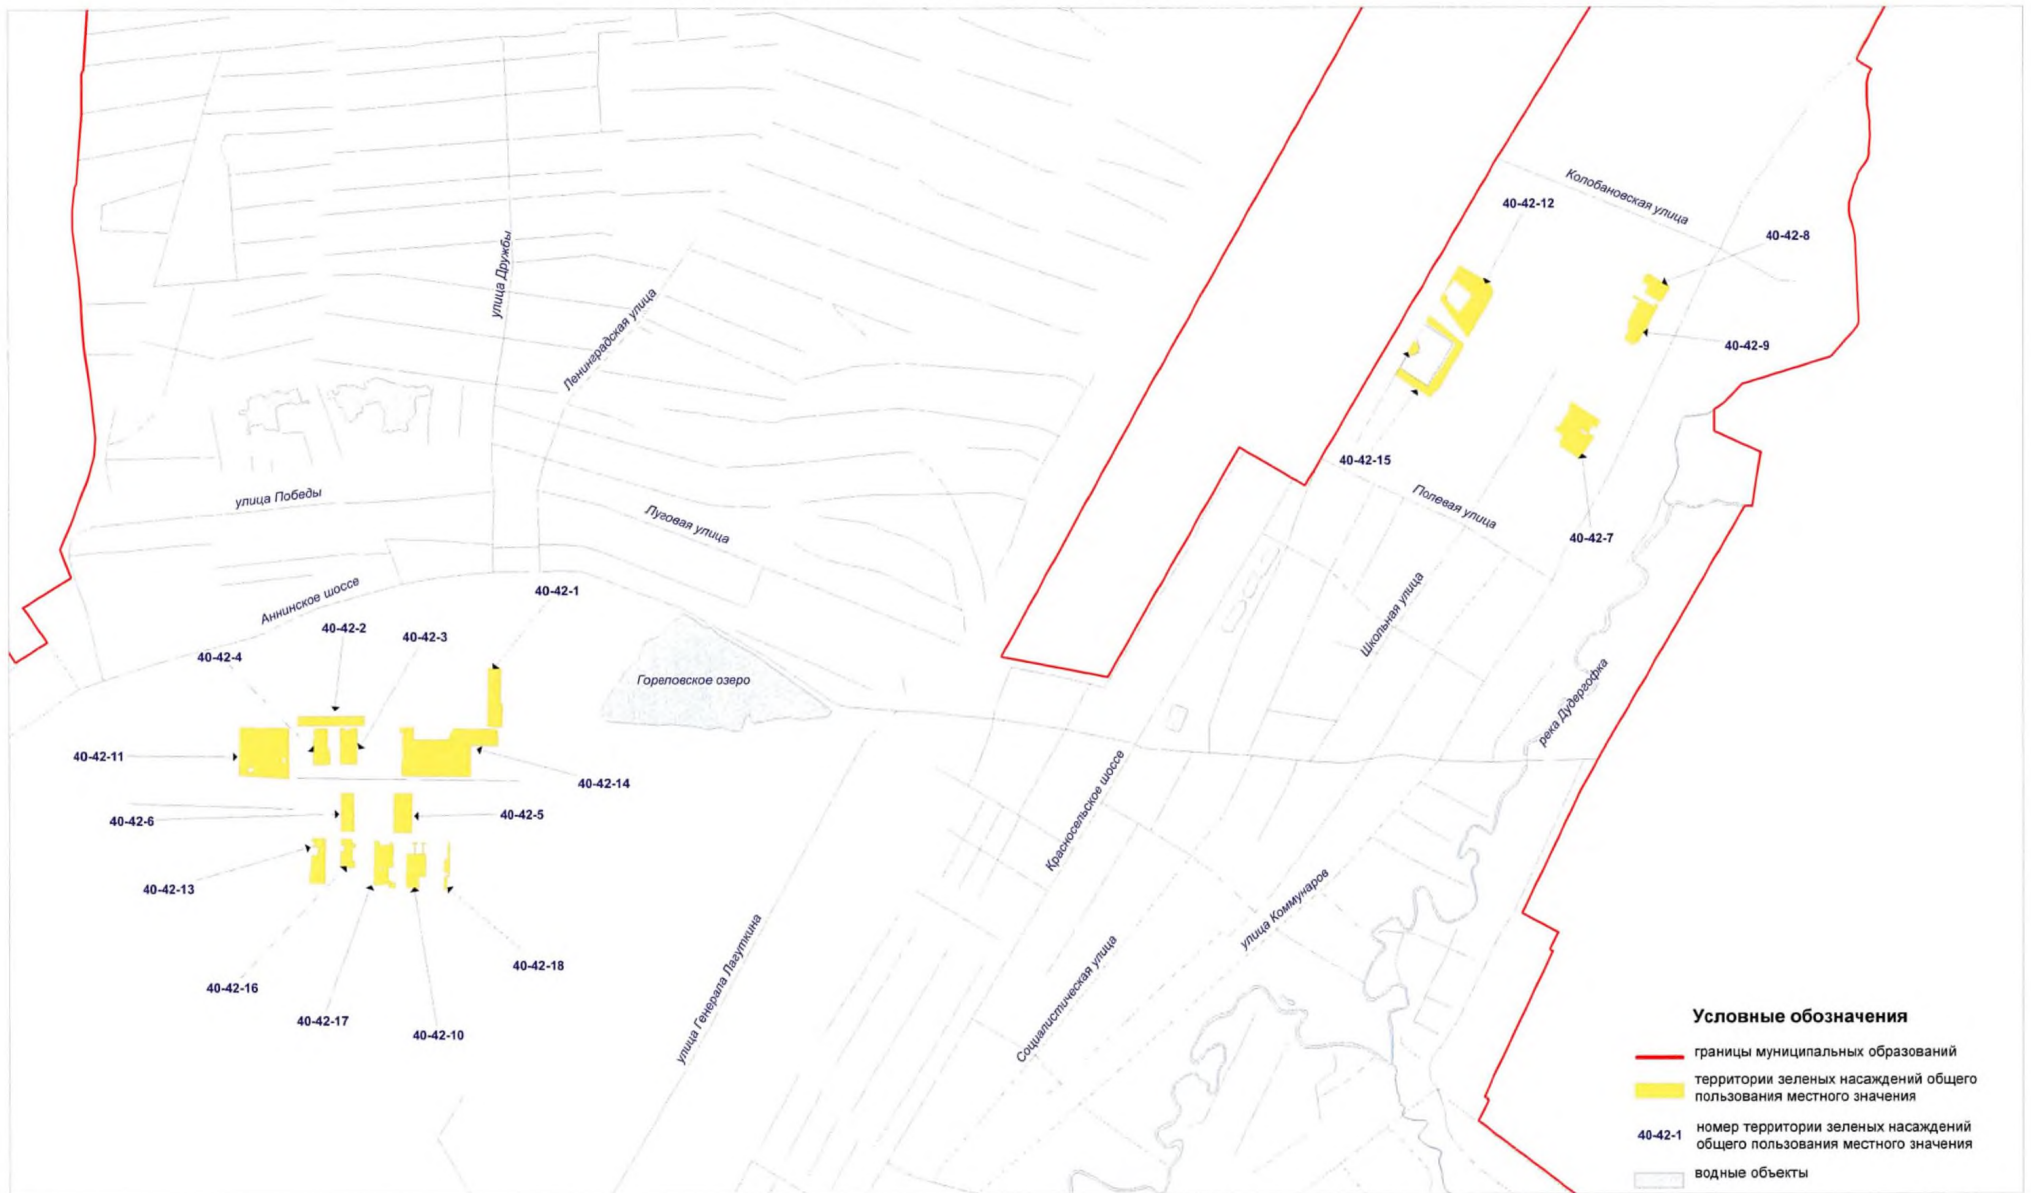 Колобановская улица
40-42-12
40-42-8
улица Дружбы
Ленинградская улица
40-42-9
40-42-15
улица Победы
Полевая улица
Луговая улица
40-42-7
Аннинское шоссе
40-42-1
Школьная улица
40-42-2
40-42-3
40-42-4
Гореловское озеро
река Дудергофка
40-42-11
40-42-14
40-42-6
40-42-5
Красносельское шоссе
40-42-13
улица Коммунаров
40-42-18
40-42-16
улица Генерала Лагуткина
Социалистическая улица
40-42-17
40-42-10
Условные обозначения
границы муниципальных образований
территории зеленых насаждений общего
пользования местного значения
40-42-1
номер территории зеленых насаждений
общего пользования местного значения
водные объекты